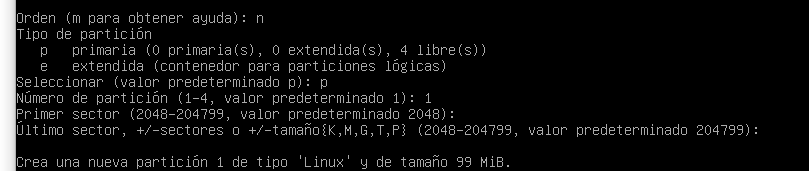 Orden (m para obtener ayuda): n
Tipo de partición
p   primaria (0 primaria(s), 0 extendida(s), 4 libre(s))
e   extendida (contenedor para particiones lógicas)
Seleccionar (valor predeterminado p): p
Número de partición (1-4, valor predeterminado 1): 1
Primer sector (2048-204799, valor predeterminado 2048):
Último sector, +/-sectores o +/-tamaño{K,M,G,T,P} (2048-204799, valor predeterminado 204799):
Crea una nueva partición 1 de tipo 'Linux' y de tamaño 99 MiB.